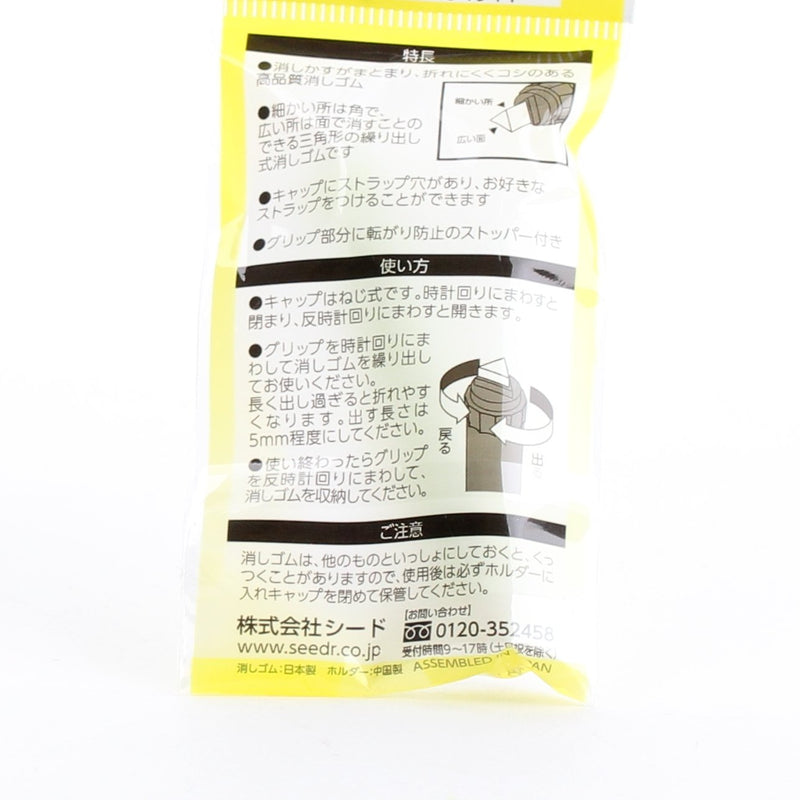 特長
●消しかすがまとまり、折れにくくコシのある
高品質消しゴム
●細かい所は角で、
広い所は面で消すことの
できる三角形の繰り出し
式消しゴムです
細かい所
広い面
●キャップにストラップ穴があり、お好きな
ストラップをつけることができます
●グリップ部分に転がり防止のストッパー付き
使い方
●キャップはねじ式です。時計回りにまわすと
閉まり、反時計回りにまわすと開きます。
●グリップを時計回りにま
わして消しゴムを繰り出し
てお使いください。
長く出し過ぎると折れやす
くなります。出す長さは
5mm程度にしてください。
戻る
出
●使い終わったらグリップ
を反時計回りにまわして、
消しゴムを収納してください。
ご注意
消しゴムは、他のものといっしょにしておくと、くっ
つくことがありますので、使用後は必ずホルダーに
入れキャップを閉めて保管してください。
株式会社シード
www.seedr.co.jp
【お問い合わせ】
0120-352458
受付時間9〜17時(土日祝を除く)
消しゴム:日本製 ホルダー:中国製 ASSEMBLED IN JAPAN